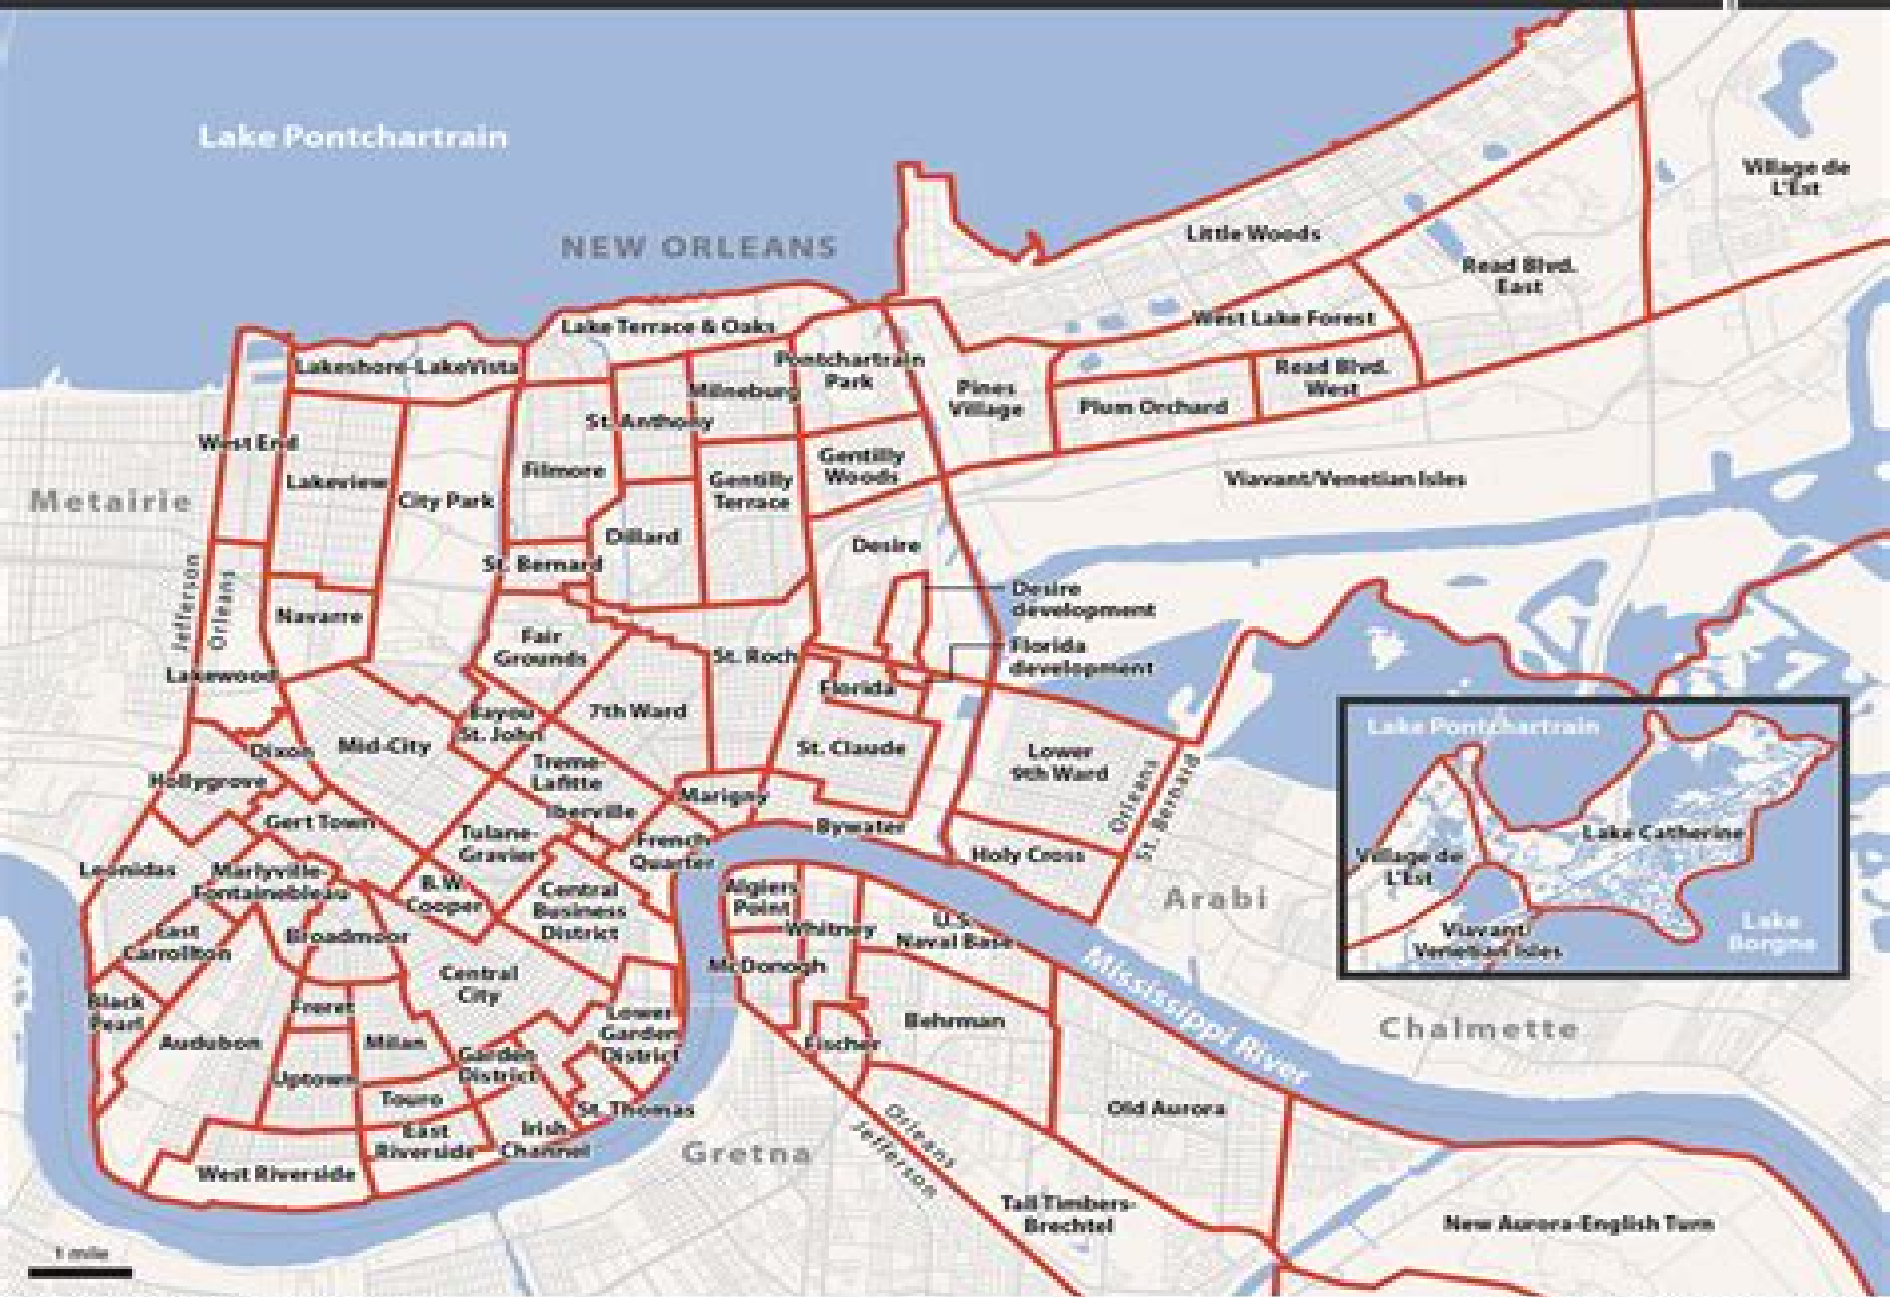 Lake Pontchartrain
NEW ORLEANS
Village de
L'Est
Little Woods
Read Blvd.
East
West Lake Forest
Lake Terrace & Oaks
Lakeshore-LakeVista
Pontchartrain
Park
Milneburg
Pines
Village
Read Blvd.
West
Plum Orchard
St. Anthony
West End
Filmore
Gentilly
Woods
Lakeview
Gentilly
Terrace
Viavant/Venetian Isles
Metairie
City Park
Dillard
Desire
St. Bernard
Desire
development
Jefferson
Orleans
Navarre
Fair
Grounds
St. Roch
Florida
development
Lakewood
Florida
Bayou
St. John
7th Ward
Mid-City
Dixon
St. Claude
Lower
9th Ward
Hollygrove
Treme-
Lafitte
Marigny
Iberville
Orleans
St. Bernard
Gert Town
Tulane-
Gravier
French
Quarter
Bywater
Holy Cross
Leonidas
Marlyville-
Fontainebleau
B.W.
Cooper
Central
Business
District
Algiers
Point
Arabi
Whitney
U.S.
Naval Base
East
Carrollton
Broadmoor
McDonogh
Mississippi River
Central
City
Black
Pearl
Freret
Lower
Garden
District
Behrman
Audubon
Milan
Fischer
Chalmette
Garden
District
Uptown
Touro
St. Thomas
Old Aurora
East
Riverside
Irish
Channel
Gretna
Orleans
Jefferson
West Riverside
Tall Timbers-
Brechtel
New Aurora-English Turn
1 mile
Lake Pontchartrain
Lake Catherine
Village de
L'Est
Viavant/
Venetian Isles
Lake
Borgne